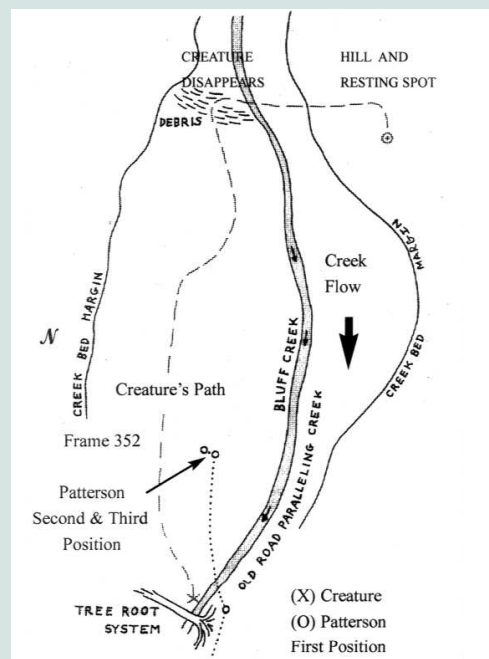 CREATURE
DISAPPEARS
HILL AND
RESTING SPOT
DEBRIS
CREEK BED MARGIN
MARGIN
CREEK BED
Creek
Flow
N
BLUFF CREEK
Creature's Path
OLD ROAD PARALLELING CREEK
Frame 352
Patterson
Second & Third
Position
TREE ROOT
SYSTEM
(X) Creature
(O) Patterson
First Position